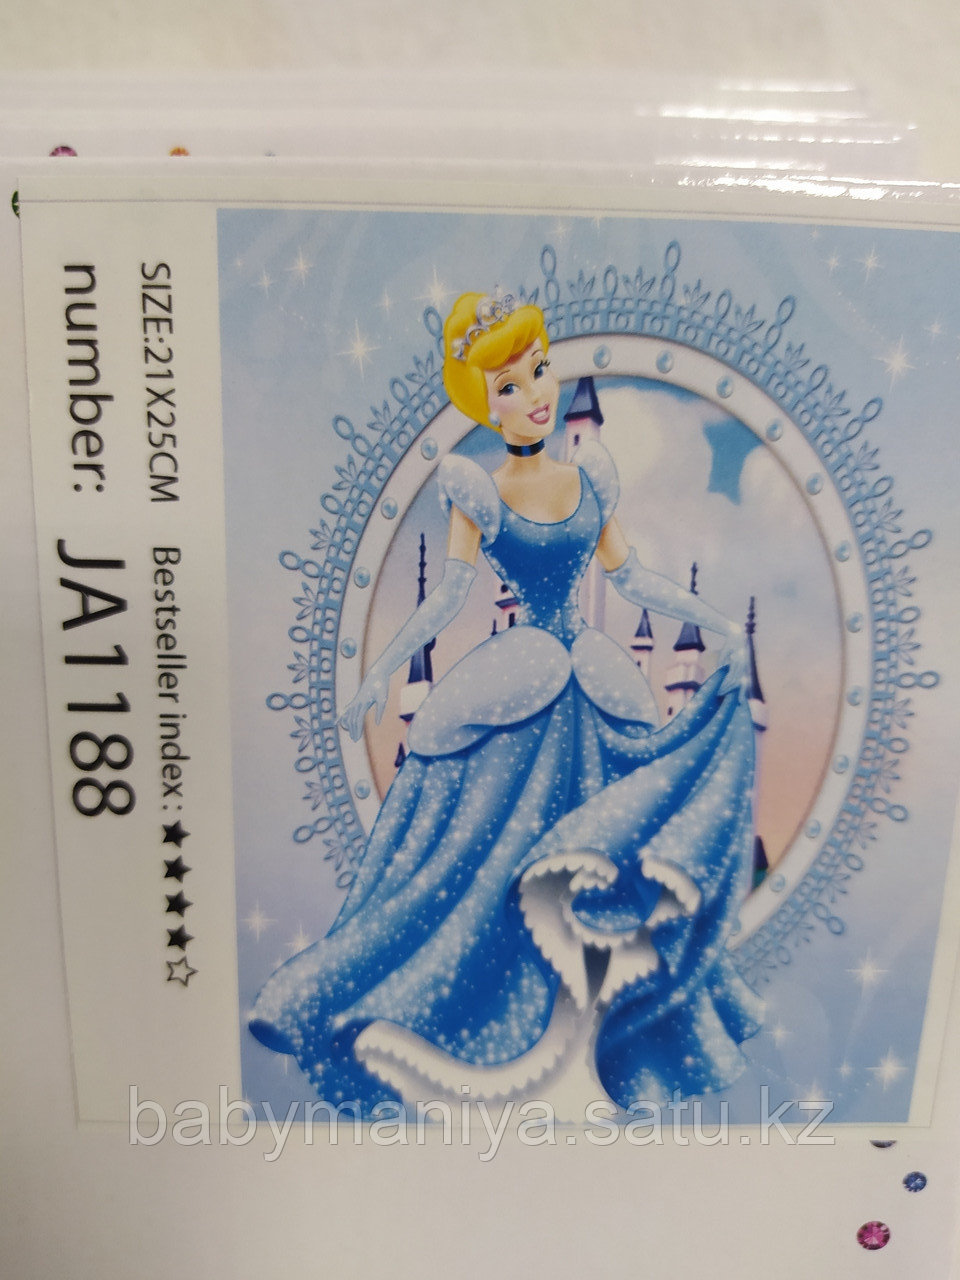 SIZE:21X25CM Bestseller index: ★★★★☆
number: JA1188
babymaniya.satu.kz